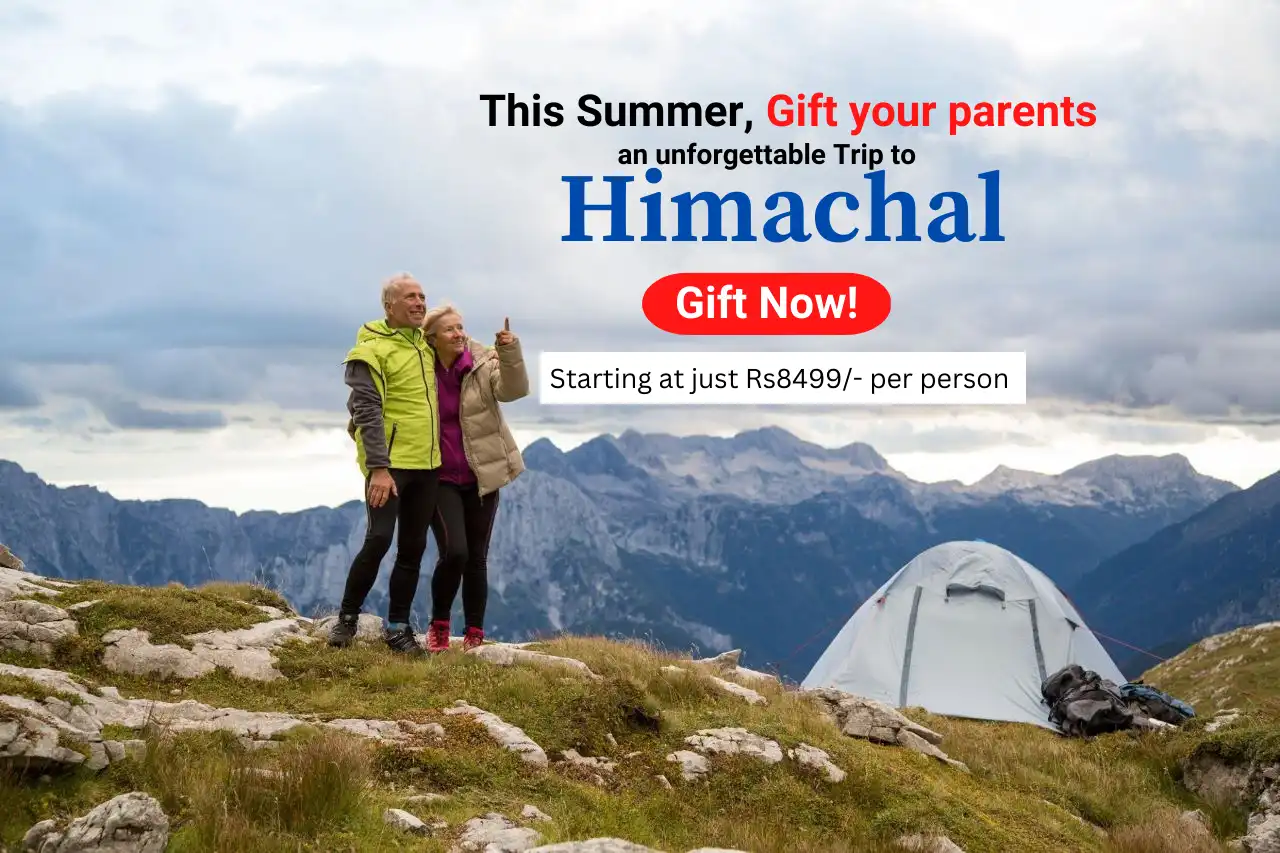 This Summer, Gift your parents
an unforgettable Trip to
Himachal
Gift Now!
Starting at just Rs8499/- per person